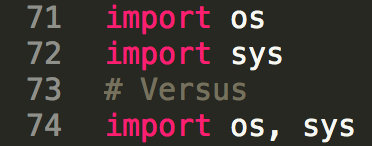 71 import os
72 import sys
73 # Versus
74 import os, sys